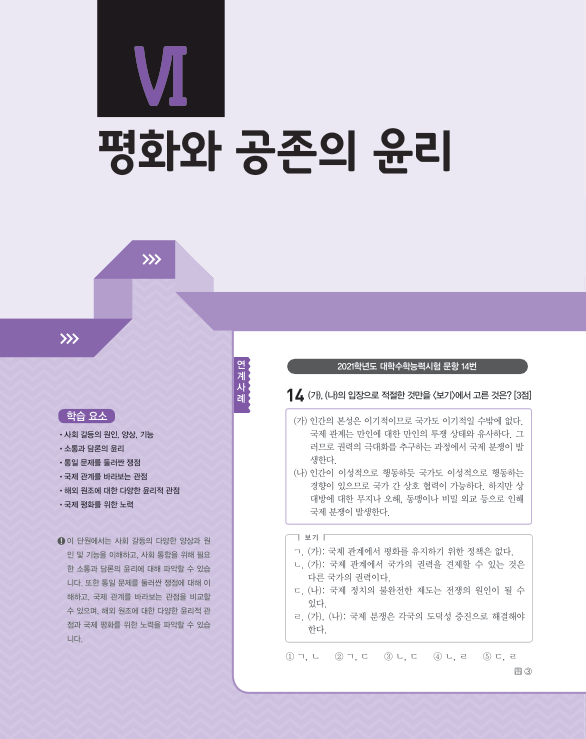 Ⅵ
평화와 공존의 윤리
연계사례
2021학년도 대학수학능력시험 문항 14번
14 (가), (나)의 입장으로 적절한 것만을 <보기>에서 고른 것은? [3점]
(가) 인간의 본성은 이기적이므로 국가도 이기적일 수밖에 없다.
국제 관계는 만인에 대한 만인의 투쟁 상태와 유사하다. 그
러므로 권력의 극대화를 추구하는 과정에서 국제 분쟁이 발
생한다.
(나) 인간이 이성적으로 행동하듯 국가도 이성적으로 행동하는
경향이 있으므로 국가 간 상호 협력이 가능하다. 하지만 상
대방에 대한 무지나 오해, 동맹이나 비밀 외교 등으로 인해
국제 분쟁이 발생한다.
보기
ㄱ. (가): 국제 관계에서 평화를 유지하기 위한 정책은 없다.
ㄴ. (가): 국제 관계에서 국가의 권력을 견제할 수 있는 것은
다른 국가의 권력이다.
ㄷ. (나): 국제 정치의 불완전한 제도는 전쟁의 원인이 될 수
있다.
ㄹ. (가), (나): 국제 분쟁은 각국의 도덕성 증진으로 해결해야
한다.
① ㄱ, ㄴ ② ㄱ, ㄷ ③ ㄴ, ㄷ ④ ㄴ, ㄹ ⑤ ㄷ, ㄹ
답 ③
학습 요소
• 사회 갈등의 원인, 양상, 기능
• 소통과 담론의 윤리
• 통일 문제를 둘러싼 쟁점
• 국제 관계를 바라보는 관점
• 해외 원조에 대한 다양한 윤리적 관점
• 국제 평화를 위한 노력
이 단원에서는 사회 갈등의 다양한 양상과 원
인 및 기능을 이해하고, 사회 통합을 위해 필요
한 소통과 담론의 윤리에 대해 파악할 수 있습
니다. 또한 통일 문제를 둘러싼 쟁점에 대해 이
해하고, 국제 관계를 바라보는 관점을 비교할
수 있으며, 해외 원조에 대한 다양한 윤리적 관
점과 국제 평화를 위한 노력을 파악할 수 있습
니다.